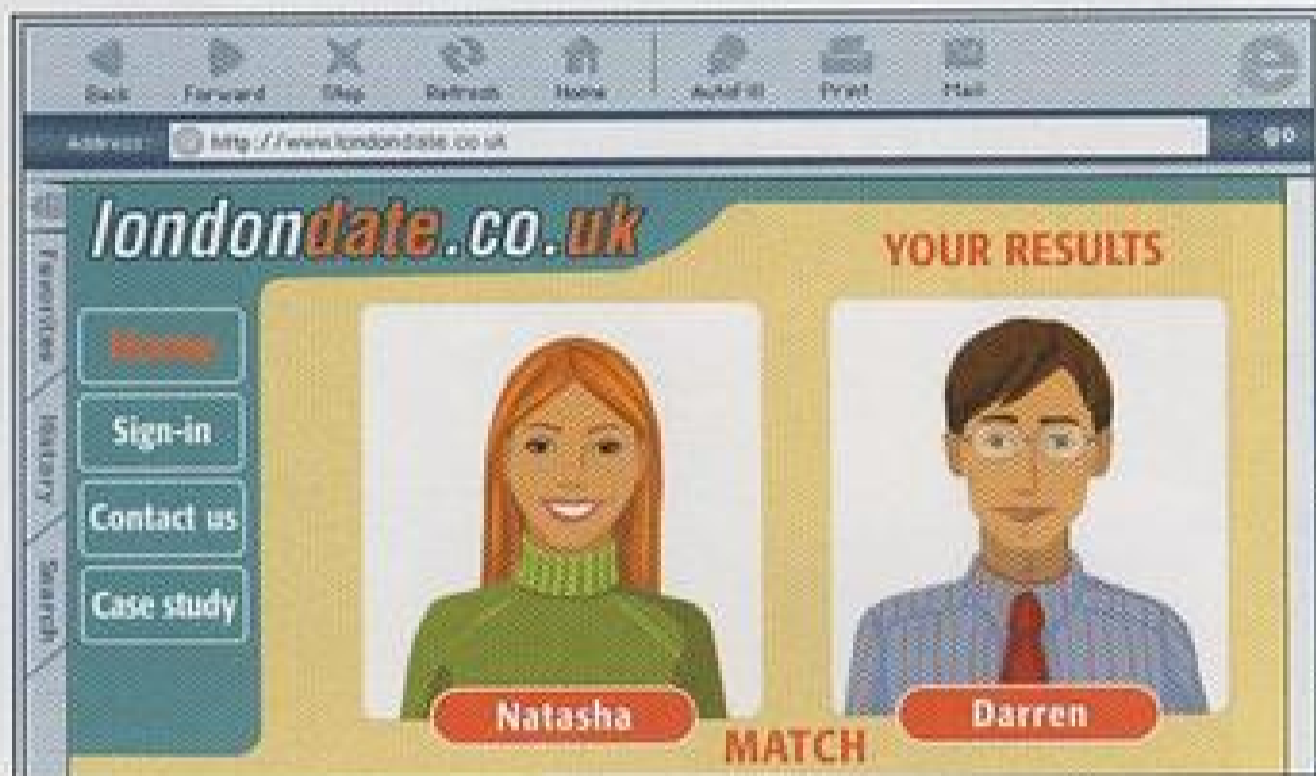 Back Forward Stop Refresh Home AutoFill Print Mail
Address http://www.londondate.co.uk go
londondate.co.uk
YOUR RESULTS
Favorites
History
Search
Home
Sign-in
Contact us
Case study
Natasha
Darren
MATCH